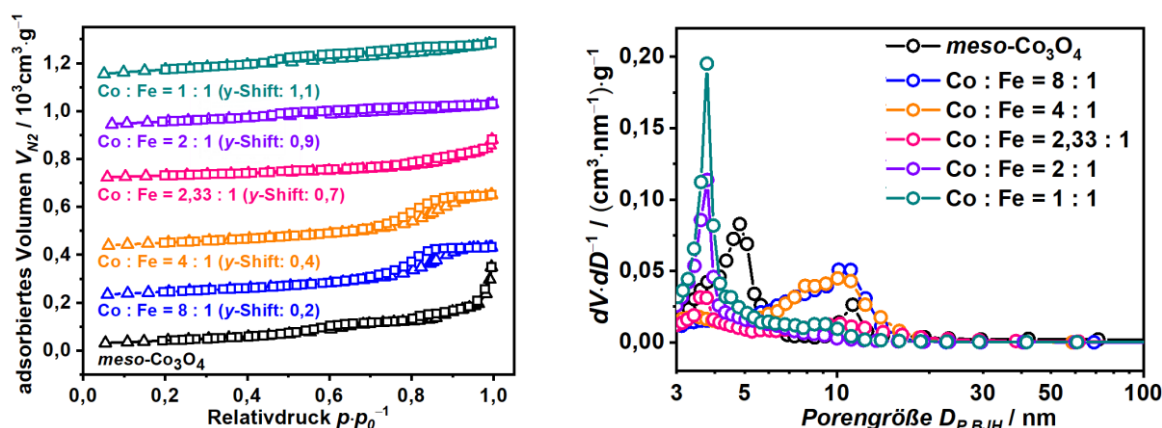 adsorbiertes Volumen V_N2 / 10³cm³·g⁻¹
1,2
1,0
0,8
0,6
0,4
0,2
0,0
Co : Fe = 1 : 1 (y-Shift: 1,1)
Co : Fe = 2 : 1 (y-Shift: 0,9)
Co : Fe = 2,33 : 1 (y-Shift: 0,7)
Co : Fe = 4 : 1 (y-Shift: 0,4)
Co : Fe = 8 : 1 (y-Shift: 0,2)
meso-Co₃O₄
0,0 0,2 0,4 0,6 0,8 1,0
Relativdruck p·p₀⁻¹
dV·dD⁻¹ / (cm³·nm⁻¹)·g⁻¹
0,20
0,15
0,10
0,05
0,00
meso-Co₃O₄
Co : Fe = 8 : 1
Co : Fe = 4 : 1
Co : Fe = 2,33 : 1
Co : Fe = 2 : 1
Co : Fe = 1 : 1
3 5 10 30 50 100
Porengröße D_P,BJH / nm